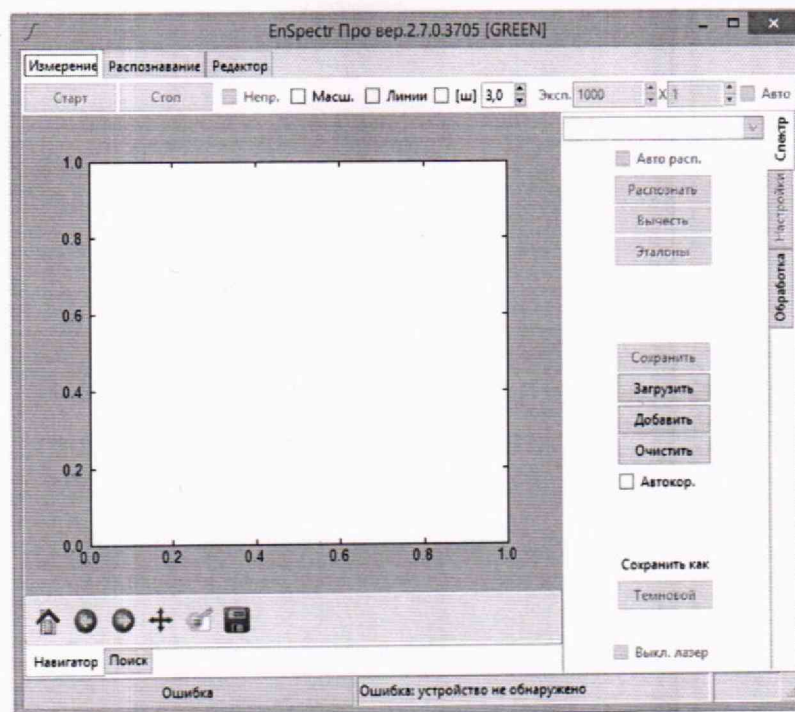 EnSpectr Про вер.2.7.0.3705 [GREEN]
Измерение Распознавание Редактор
Старт Стоп Непр. Масш. Линии [ш] 3,0 Эксп. 1000 X 1 Авто
Спектр
Настройки
Обработка
Авто расп.
Распознать
Вычесть
Эталоны
Сохранить
Загрузить
Добавить
Очистить
Автокор.
Сохранить как
Темновой
Выкл. лазер
1.0
0.8
0.6
0.4
0.2
0.0
0.0 0.2 0.4 0.6 0.8 1.0
Навигатор Поиск
Ошибка Ошибка: устройство не обнаружено